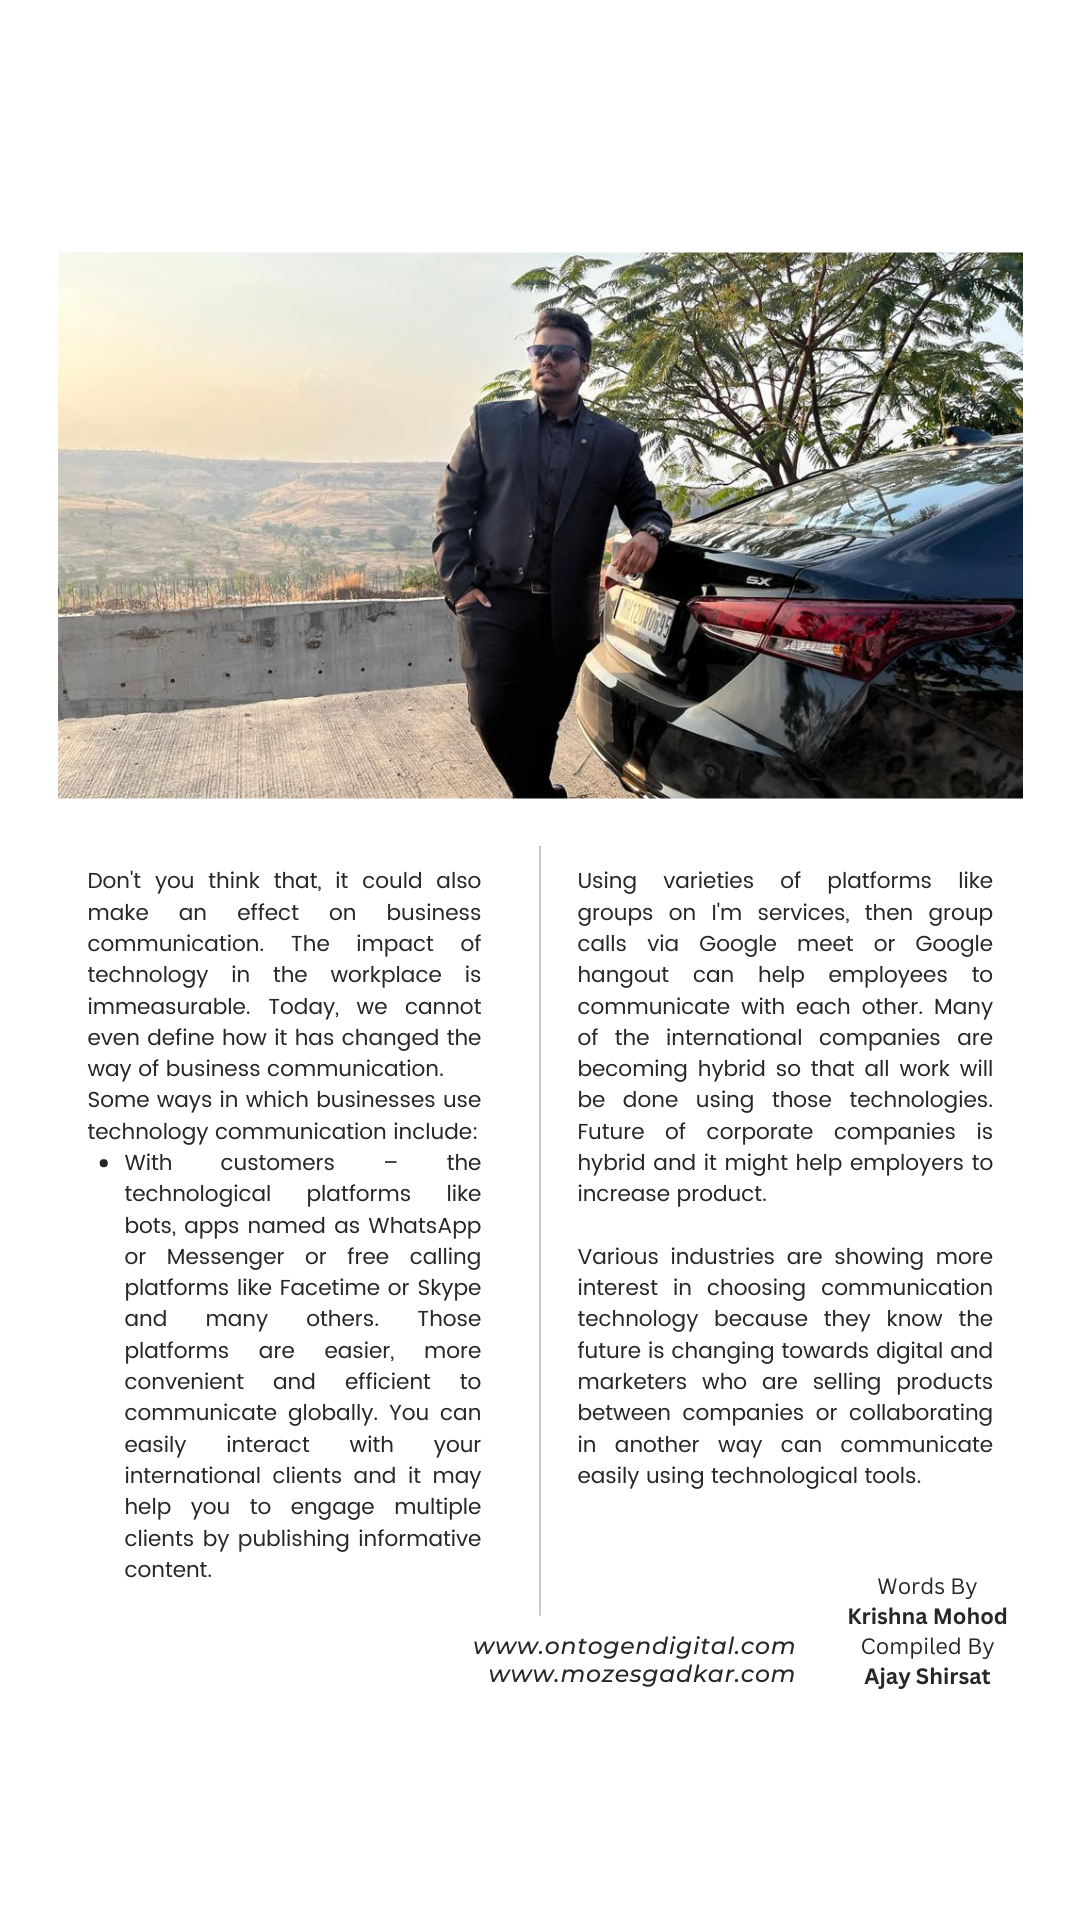 SX
Don't you think that, it could also
make an effect on business
communication. The impact of
technology in the workplace is
immeasurable. Today, we cannot
even define how it has changed the
way of business communication.
Some ways in which businesses use
technology communication include:
• With customers – the
technological platforms like
bots, apps named as WhatsApp
or Messenger or free calling
platforms like Facetime or Skype
and many others. Those
platforms are easier, more
convenient and efficient to
communicate globally. You can
easily interact with your
international clients and it may
help you to engage multiple
clients by publishing informative
content.
Using varieties of platforms like
groups on I'm services, then group
calls via Google meet or Google
hangout can help employees to
communicate with each other. Many
of the international companies are
becoming hybrid so that all work will
be done using those technologies.
Future of corporate companies is
hybrid and it might help employers to
increase product.
Various industries are showing more
interest in choosing communication
technology because they know the
future is changing towards digital and
marketers who are selling products
between companies or collaborating
in another way can communicate
easily using technological tools.
Words By
Krishna Mohod
Compiled By
Ajay Shirsat
www.ontogendigital.com
www.mozesgadkar.com